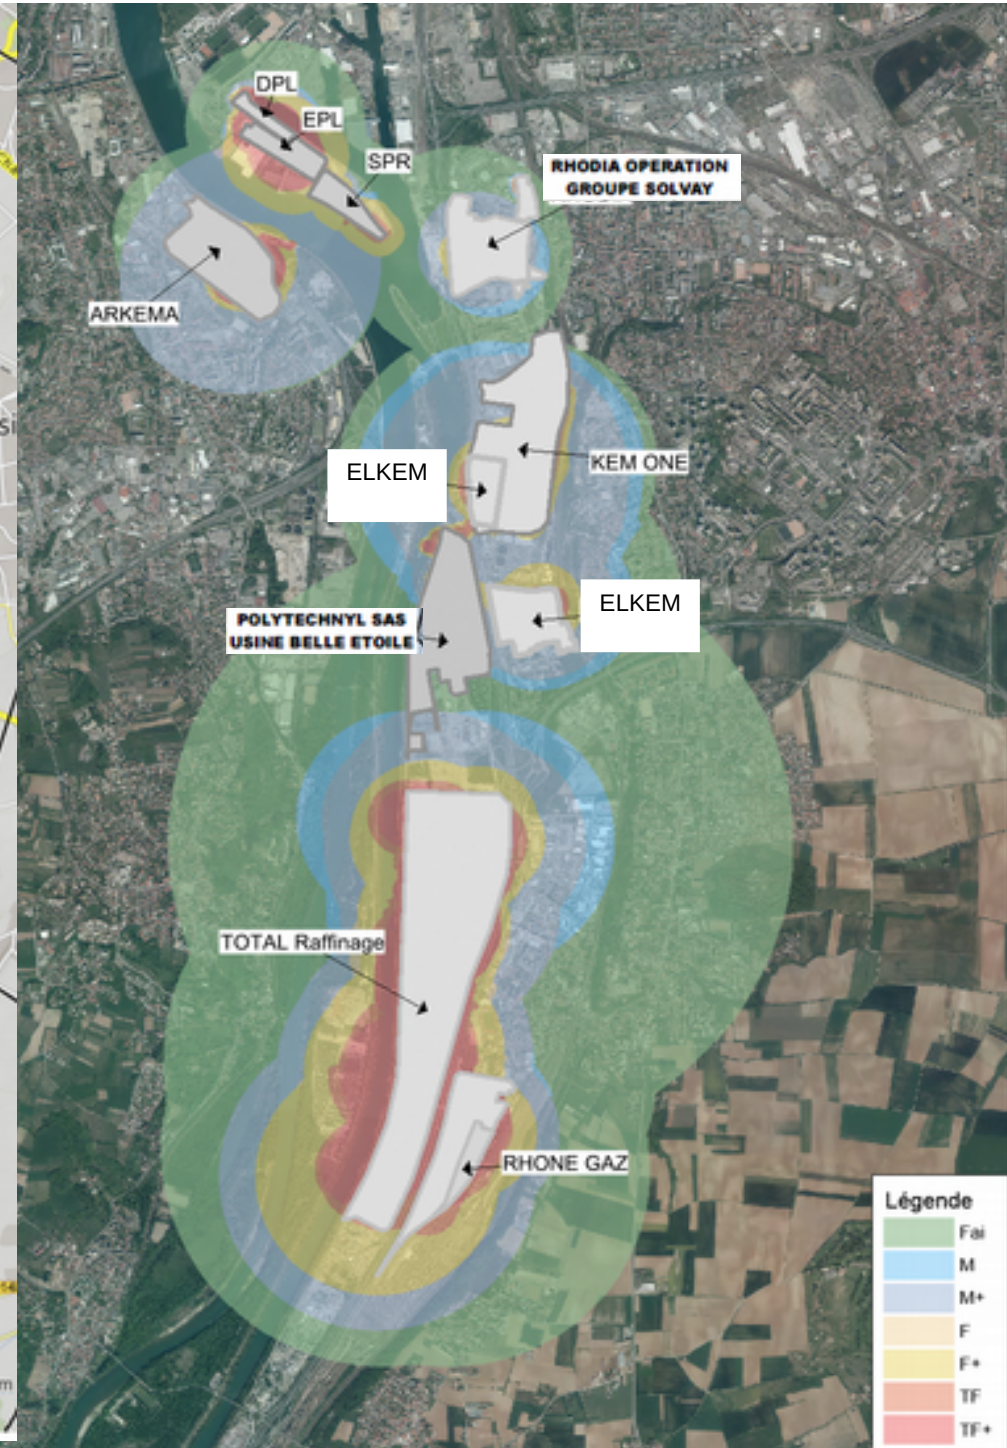 DPL
EPL
SPR
RHODIA OPERATION
GROUPE SOLVAY
ARKEMA
ELKEM
KEM ONE
ELKEM
POLYTECHNYL SAS
USINE BELLE ETOILE
TOTAL Raffinage
RHONE GAZ
Légende
Fai
M
M+
F
F+
TF
TF+